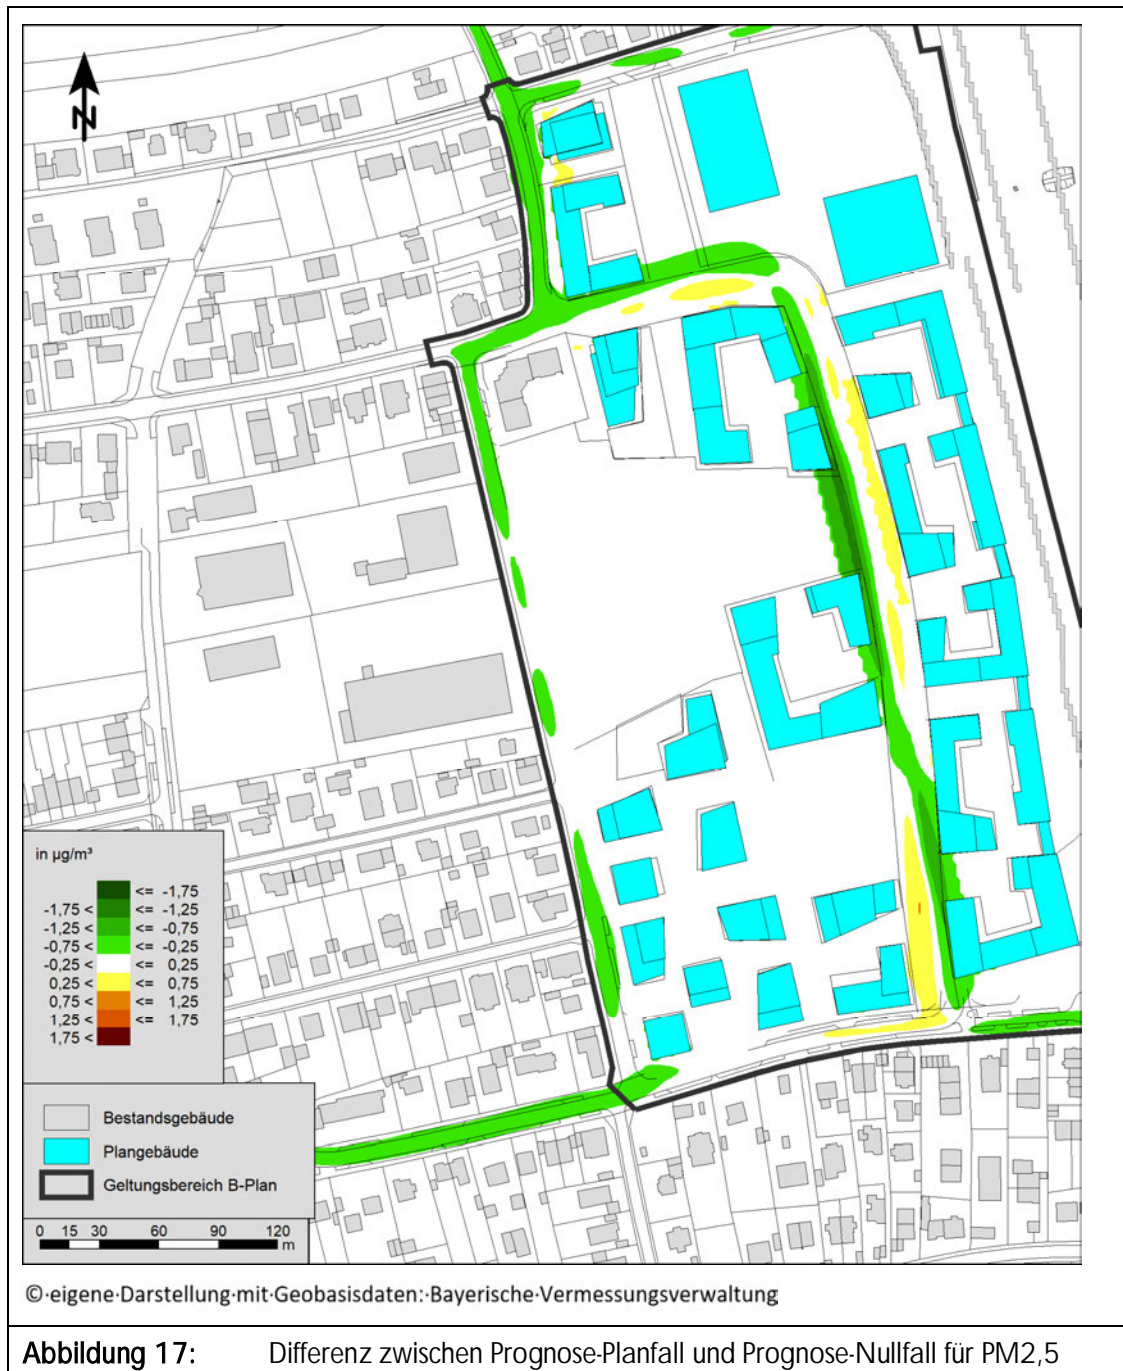 N
in µg/m³
<= -1,75
-1,75 < <= -1,25
-1,25 < <= -0,75
-0,75 < <= -0,25
-0,25 < <= 0,25
0,25 < <= 0,75
0,75 < <= 1,25
1,25 < <= 1,75
1,75 <
Bestandsgebäude
Plangebäude
Geltungsbereich B-Plan
0 15 30 60 90 120
m
©·eigene·Darstellung·mit·Geobasisdaten:·Bayerische·Vermessungsverwaltung
Abbildung 17: Differenz zwischen Prognose-Planfall und Prognose-Nullfall für PM2,5